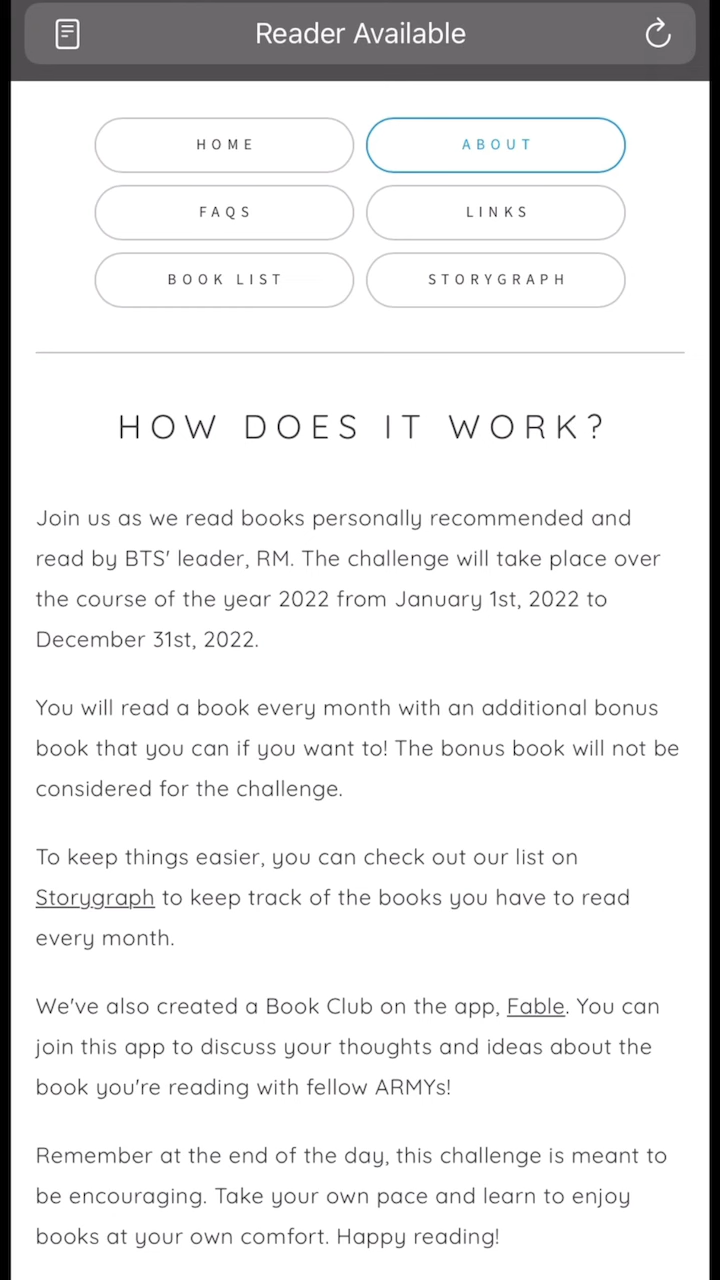 Reader Available
HOME
ABOUT
FAQS
LINKS
BOOK LIST
STORYGRAPH
HOW DOES IT WORK?
Join us as we read books personally recommended and
read by BTS' leader, RM. The challenge will take place over
the course of the year 2022 from January 1st, 2022 to
December 31st, 2022.
You will read a book every month with an additional bonus
book that you can if you want to! The bonus book will not be
considered for the challenge.
To keep things easier, you can check out our list on
Storygraph to keep track of the books you have to read
every month.
We've also created a Book Club on the app, Fable. You can
join this app to discuss your thoughts and ideas about the
book you're reading with fellow ARMYs!
Remember at the end of the day, this challenge is meant to
be encouraging. Take your own pace and learn to enjoy
books at your own comfort. Happy reading!